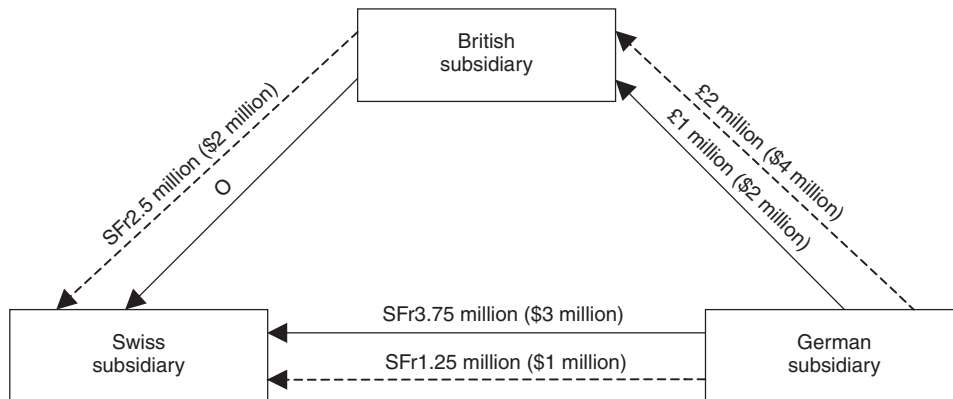 British
subsidiary
SFr2.5 million ($2 million)
O
£2 million ($4 million)
£1 million ($2 million)
SFr3.75 million ($3 million)
SFr1.25 million ($1 million)
Swiss
subsidiary
German
subsidiary